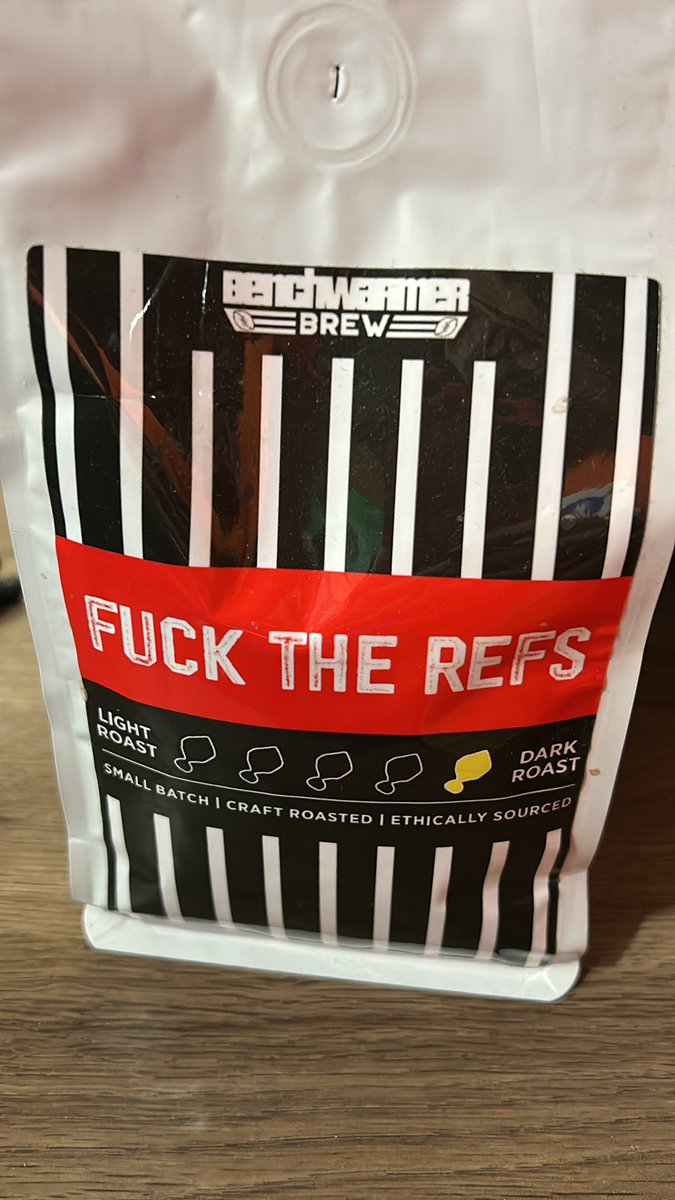 BenchWarmer
BREW
FUCK THE REFS
LIGHT
ROAST
DARK
ROAST
SMALL BATCH | CRAFT ROASTED | ETHICALLY SOURCED